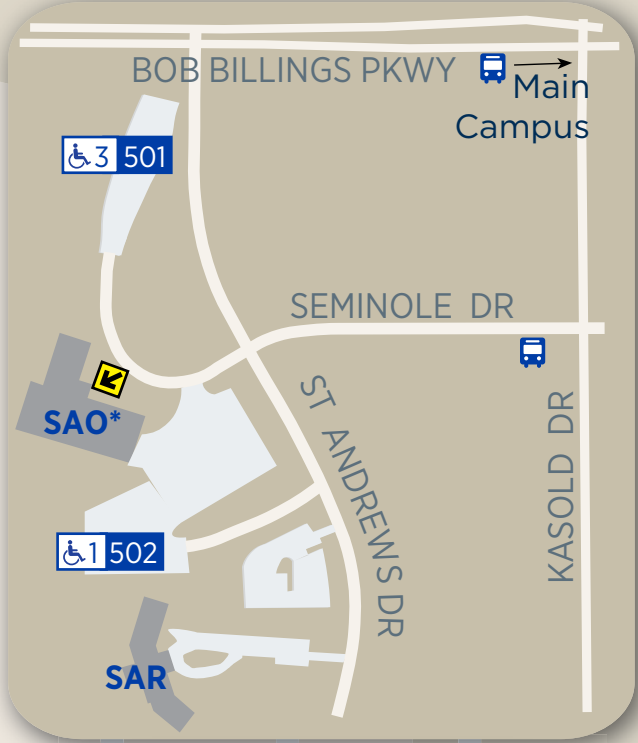 BOB BILLINGS PKWY
Main
Campus
3 501
SEMINOLE DR
ST ANDREWS DR
KASOLD DR
SAO*
1 502
SAR